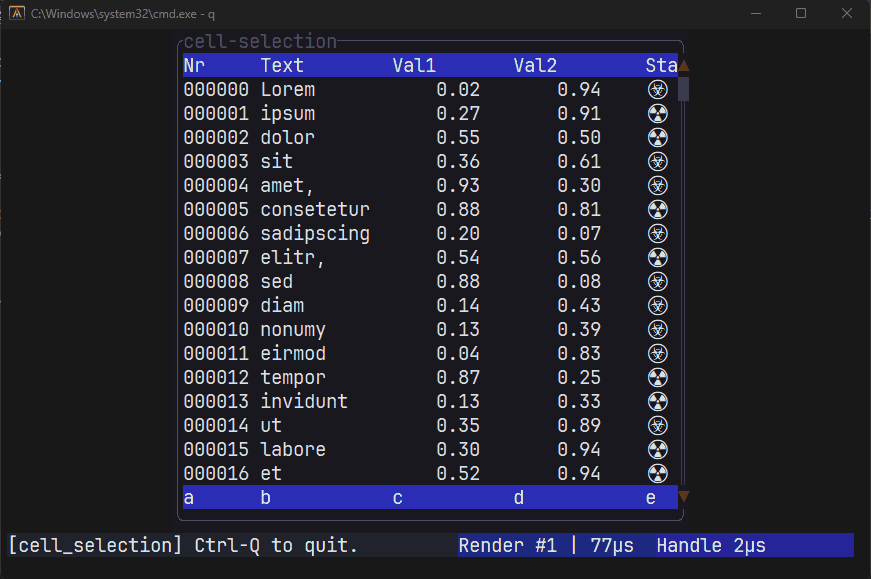 C:\Windows\system32\cmd.exe - q
cell-selection
Nr Text Val1 Val2 Sta
000000 Lorem 0.02 0.94 ☣
000001 ipsum 0.27 0.91 ☢
000002 dolor 0.55 0.50 ☢
000003 sit 0.36 0.61 ☣
000004 amet, 0.93 0.30 ☣
000005 consetetur 0.88 0.81 ☢
000006 sadipscing 0.20 0.07 ☣
000007 elitr, 0.54 0.56 ☢
000008 sed 0.88 0.08 ☣
000009 diam 0.14 0.43 ☣
000010 nonumy 0.13 0.39 ☣
000011 eirmod 0.04 0.83 ☣
000012 tempor 0.87 0.25 ☢
000013 invidunt 0.13 0.33 ☢
000014 ut 0.35 0.89 ☣
000015 labore 0.30 0.94 ☢
000016 et 0.52 0.94 ☢
a b c d e
[cell_selection] Ctrl-Q to quit. Render #1 | 77µs Handle 2µs